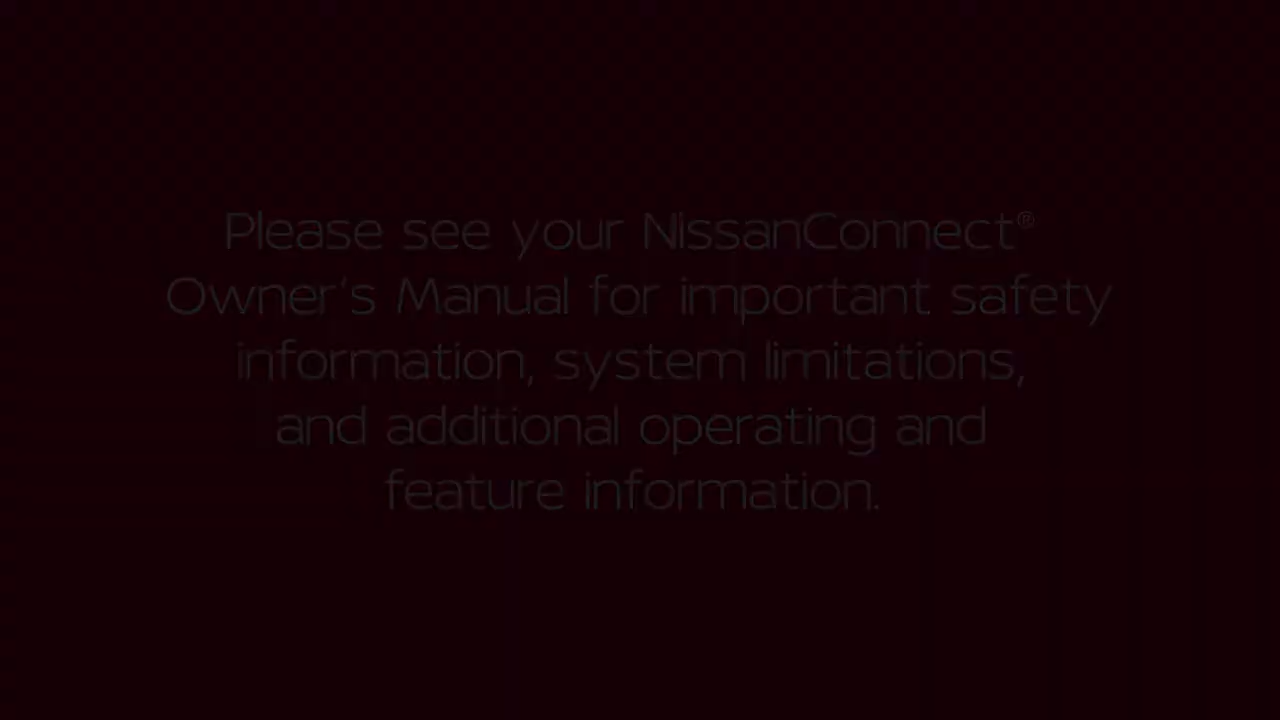 Please see your NissanConnect®
Owner's Manual for important safety
information, system limitations,
and additional operating and
feature information.